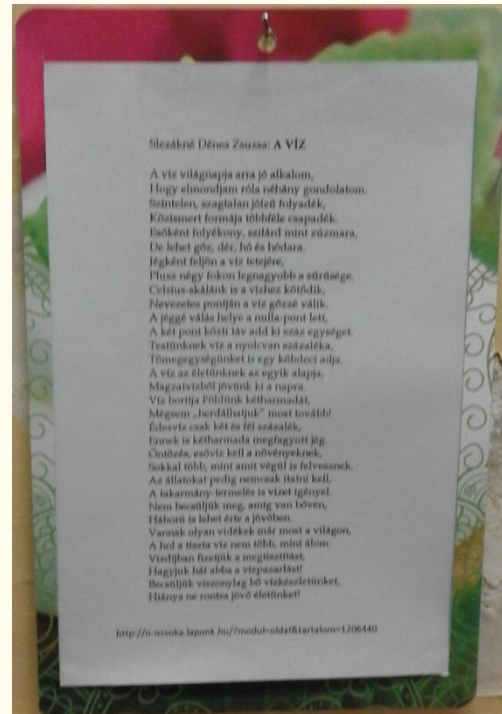 Slezákné Dénes Zsuzsa: A VÍZ
A víz világnapja arra jó alkalom,
Hogy elmondjam róla néhány gondolatom.
Színtelen, szagtalan jóízű folyadék,
Közismert formája többféle csapadék.
Esőként folyékony, szilárd mint zúzmara,
De lehet gőz, dér, hó és hódara.
Jégként feljön a víz tetejére,
Plusz négy fokon legnagyobb a sűrűsége.
Celsius-skálánk is a vízhez kötődik,
Nevezetes pontján a víz gőzzé válik.
A jéggé válás helye a nulla-pont lett,
A két pont közti táv add ki száz egységet.
Testünknek víz a nyolcvan százaléka,
Tömegegységünket is egy köbdeci adja.
A víz az életünknek az egyik alapja,
Magzatvízből jövünk ki a napra.
Víz borítja Földünk kétharmadát,
Mégsem „herdálhatjuk" most tovább!
Édesvíz csak két és fél százalék,
Ennek is kétharmada megfagyott jég.
Öntözés, esővíz kell a növényeknek,
Sokkal több, mint amit végül is felvesznek.
Az állatokat pedig nemcsak itatni kell,
A takarmány-termelés is vizet igényel.
Nem becsüljük meg, amíg van bőven,
Háború is lehet érte a jövőben.
Vannak olyan vidékek már most a világon,
A hol a tiszta víz nem több, mint álom.
Vízdíjban fizetjük a megtisztítást,
Hagyjuk hát abba a vízpazarlást!
Becsüljük viszonylag bő vízkészletünket,
Hiánya ne rontsa jövő életünket!
http://n-nzsoka.lapunk.hu/?modul=oldal&tartalom=1206440